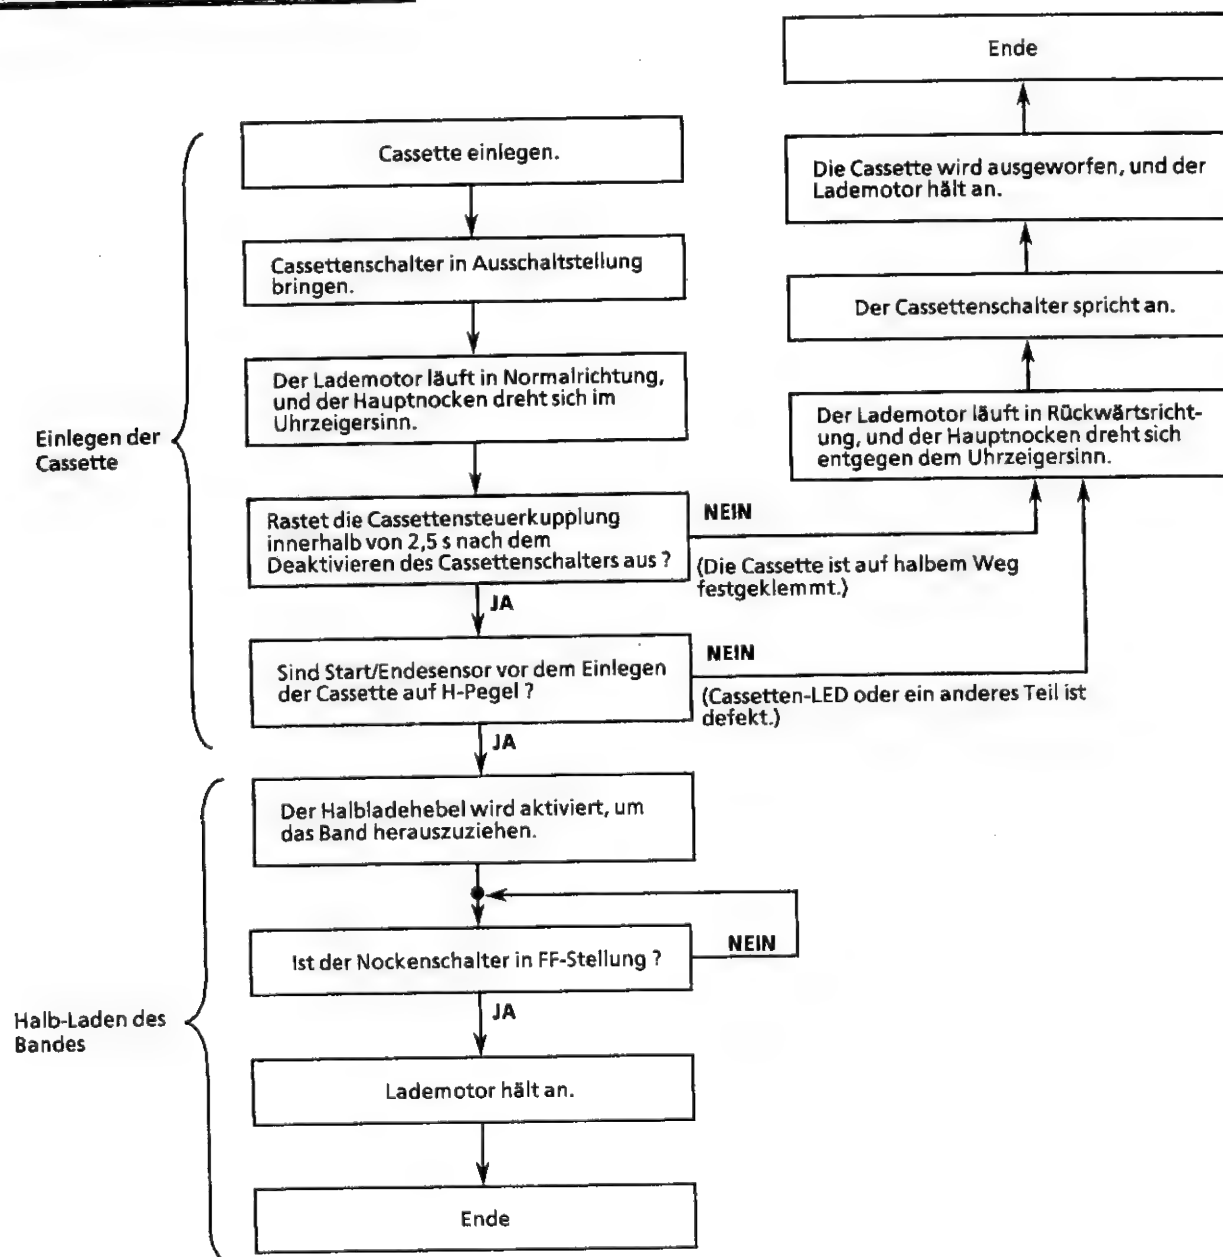 Einlegen der
Cassette
Cassette einlegen.
Cassettenschalter in Ausschaltstellung
bringen.
Der Lademotor läuft in Normalrichtung,
und der Hauptnocken dreht sich im
Uhrzeigersinn.
Rastet die Cassettensteuerkupplung
innerhalb von 2,5 s nach dem
Deaktivieren des Cassettenschalters aus ?
NEIN
(Die Cassette ist auf halbem Weg
festgeklemmt.)
JA
Sind Start/Endesensor vor dem Einlegen
der Cassette auf H-Pegel ?
NEIN
(Cassetten-LED oder ein anderes Teil ist
defekt.)
JA
Halb-Laden des
Bandes
Der Halbladehebel wird aktiviert, um
das Band herauszuziehen.
Ist der Nockenschalter in FF-Stellung ?
NEIN
JA
Lademotor hält an.
Ende
Ende
Die Cassette wird ausgeworfen, und der
Lademotor hält an.
Der Cassettenschalter spricht an.
Der Lademotor läuft in Rückwärtsricht-
ung, und der Hauptnocken dreht sich
entgegen dem Uhrzeigersinn.